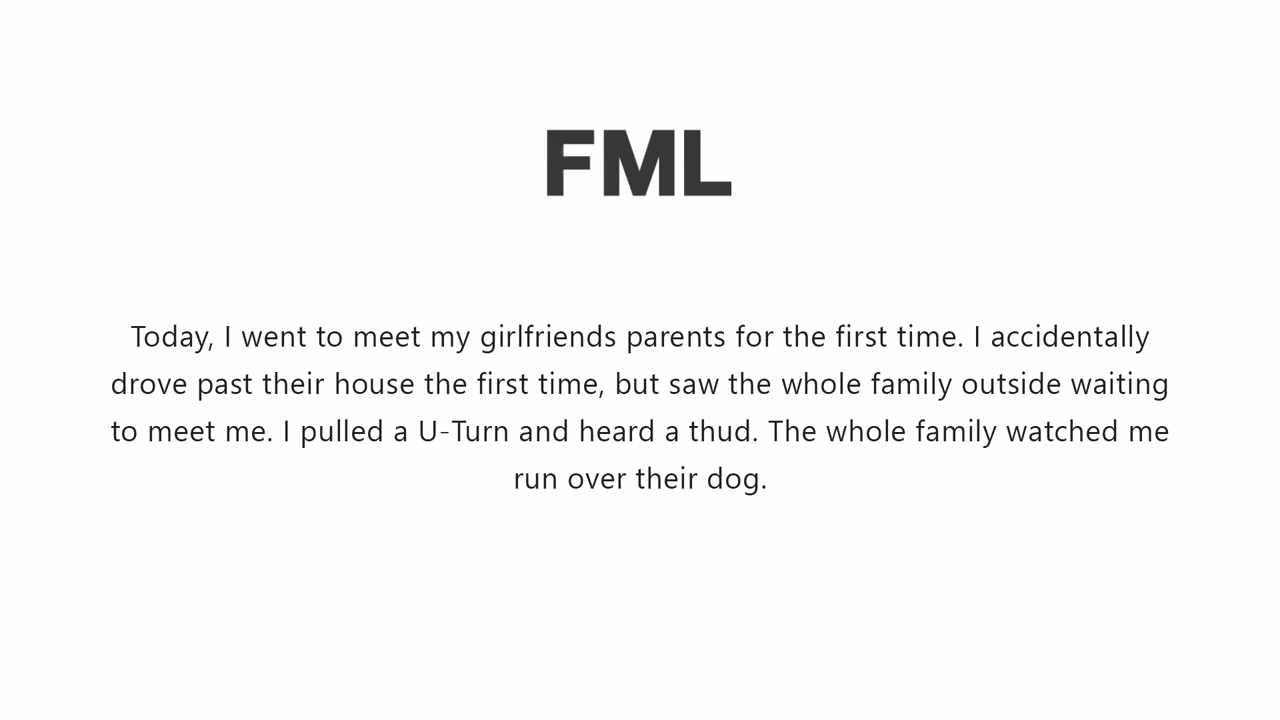 FML
Today, I went to meet my girlfriends parents for the first time. I accidentally
drove past their house the first time, but saw the whole family outside waiting
to meet me. I pulled a U-Turn and heard a thud. The whole family watched me
run over their dog.